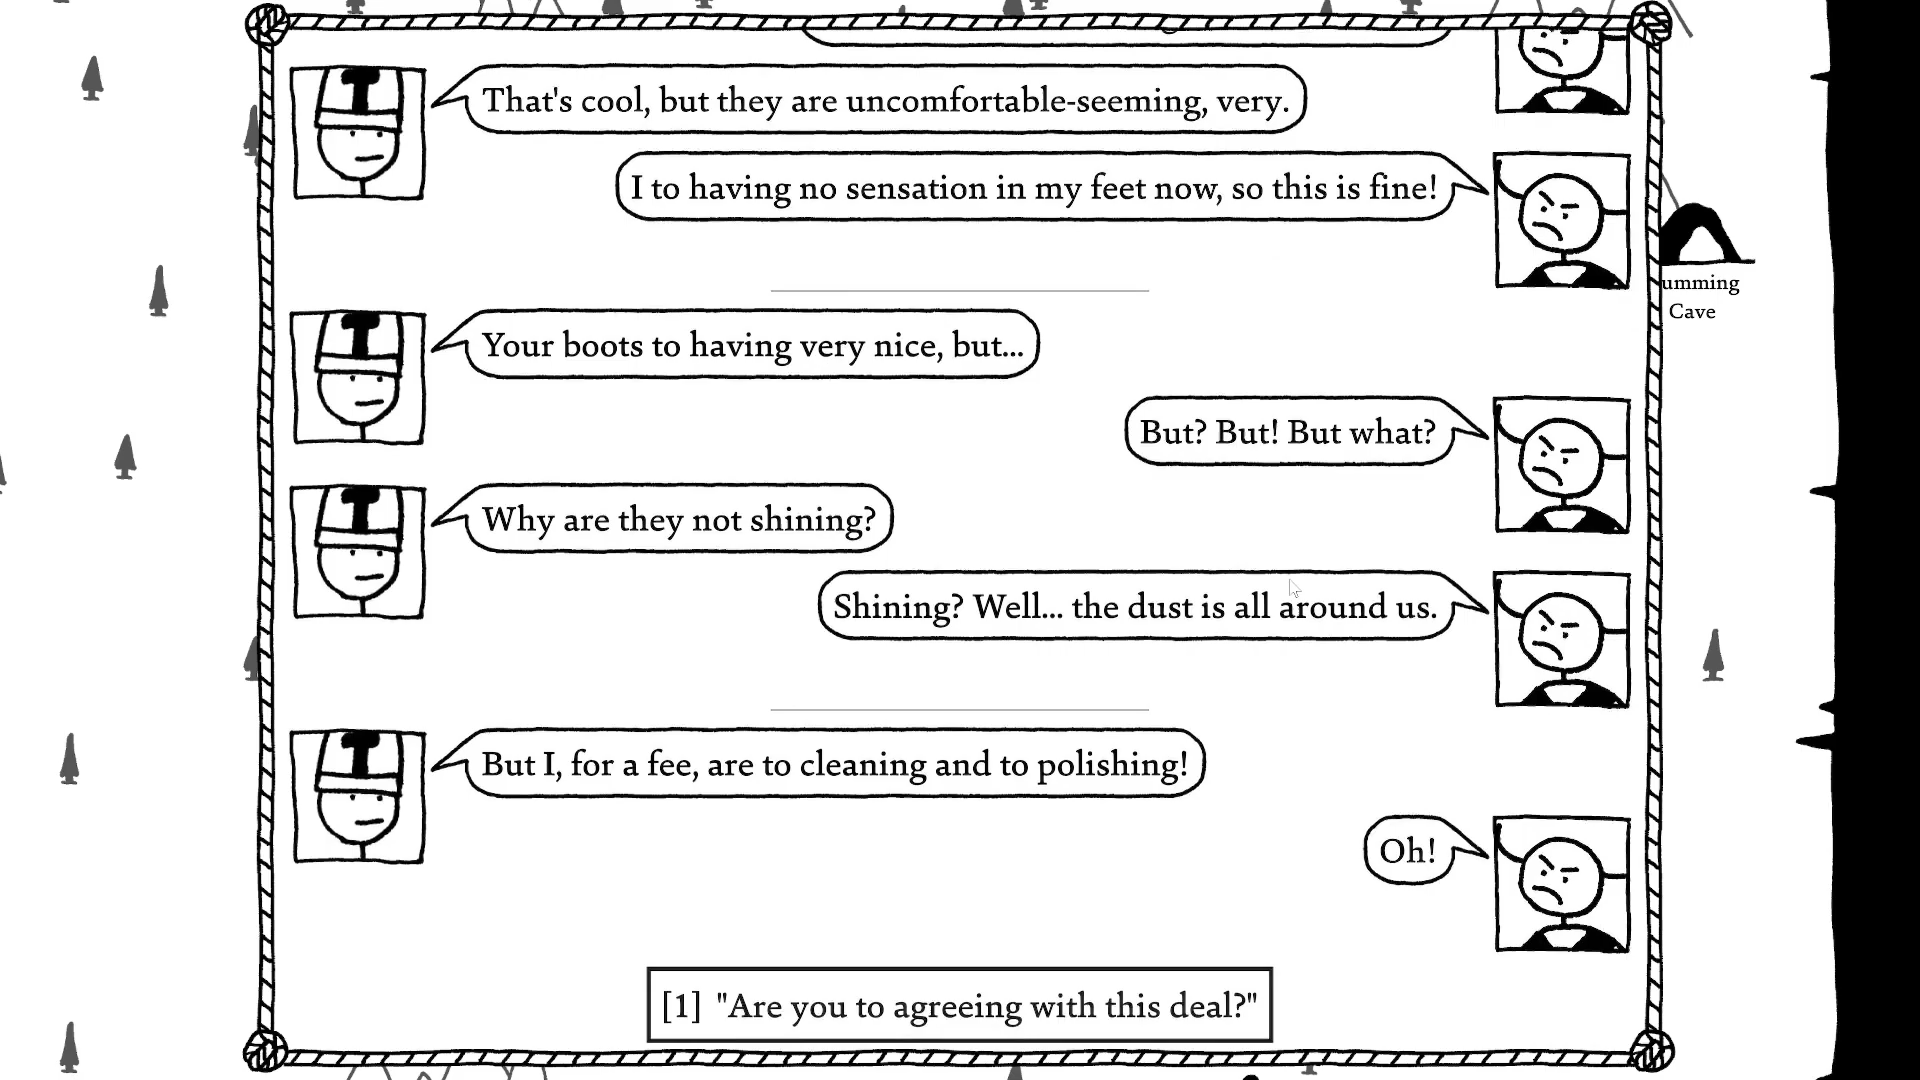 That's cool, but they are uncomfortable-seeming, very.
I to having no sensation in my feet now, so this is fine!
umming
Cave
Your boots to having very nice, but...
But? But! But what?
Why are they not shining?
Shining? Well... the dust is all around us.
But I, for a fee, are to cleaning and to polishing!
Oh!
[1] "Are you to agreeing with this deal?"